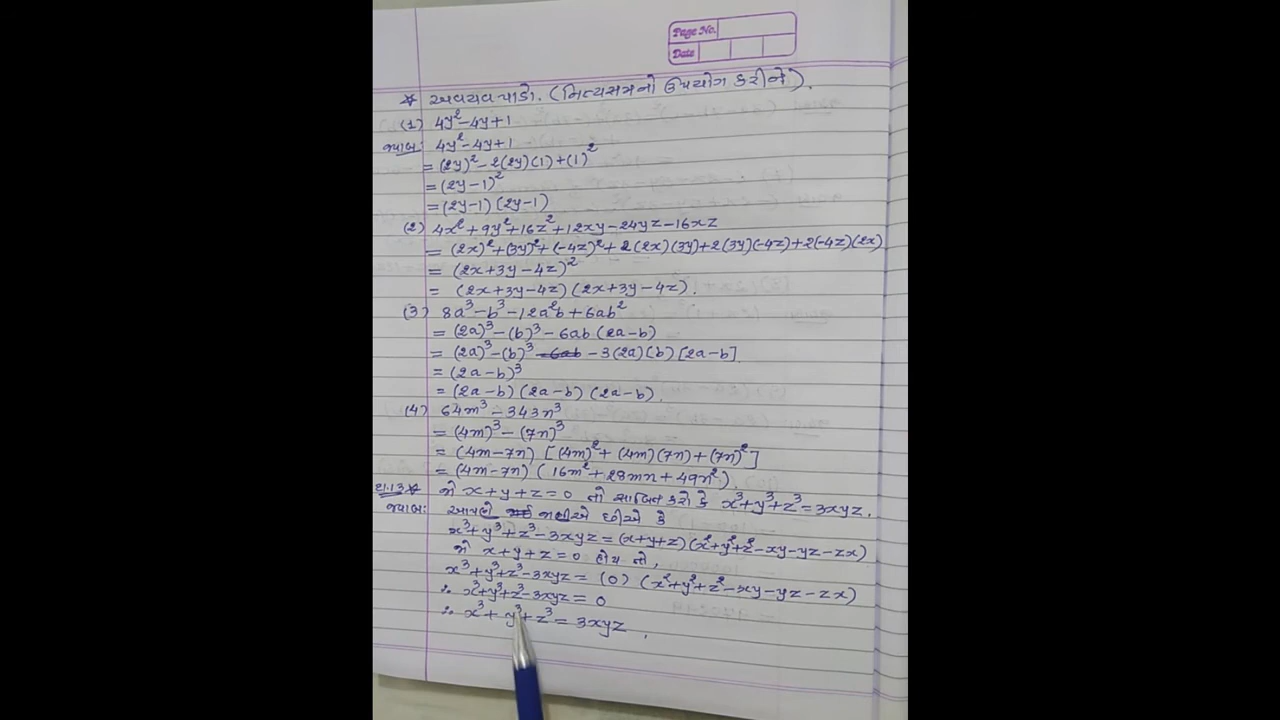 Page No.
Date
* અવયવ પાડો. (નિત્યસમનો ઉપયોગ કરીને).
(1) 4y²-4y+1
જવાબ: 4y²-4y+1
= (2y)² - 2(2y)(1) + (1)²
= (2y-1)²
= (2y-1) (2y-1)
(2) 4x² + 9y² + 16z² + 12xy - 24yz - 16xz
= (2x)² + (3y)² + (-4z)² + 2(2x)(3y) + 2(3y)(-4z) + 2(-4z)(2x)
= (2x+3y-4z)²
= (2x+3y-4z) (2x+3y-4z).
(3) 8a³ - b³ - 12a²b + 6ab²
= (2a)³ - (b)³ - 6ab (2a-b)
= (2a)³ - (b)³ - 3(2a)(b) [2a-b]
= (2a-b)³
= (2a-b) (2a-b) (2a-b).
(4) 64m³ - 343n³
= (4m)³ - (7n)³
= (4m-7n) [(4m)² + (4m)(7n) + (7n)²]
= (4m-7n) (16m² + 28mn + 49n²).
દા.13* જો x+y+z=0 તો સાબિત કરો કે x³+y³+z³=3xyz.
જવાબ: આપણે જાણીએ છીએ કે
x³+y³+z³-3xyz = (x+y+z) (x²+y²+z²-xy-yz-zx)
જો x+y+z=0 હોય તો,
x³+y³+z³-3xyz = (0) (x²+y²+z²-xy-yz-zx)
∴ x³+y³+z³-3xyz = 0
∴ x³+y³+z³ = 3xyz.